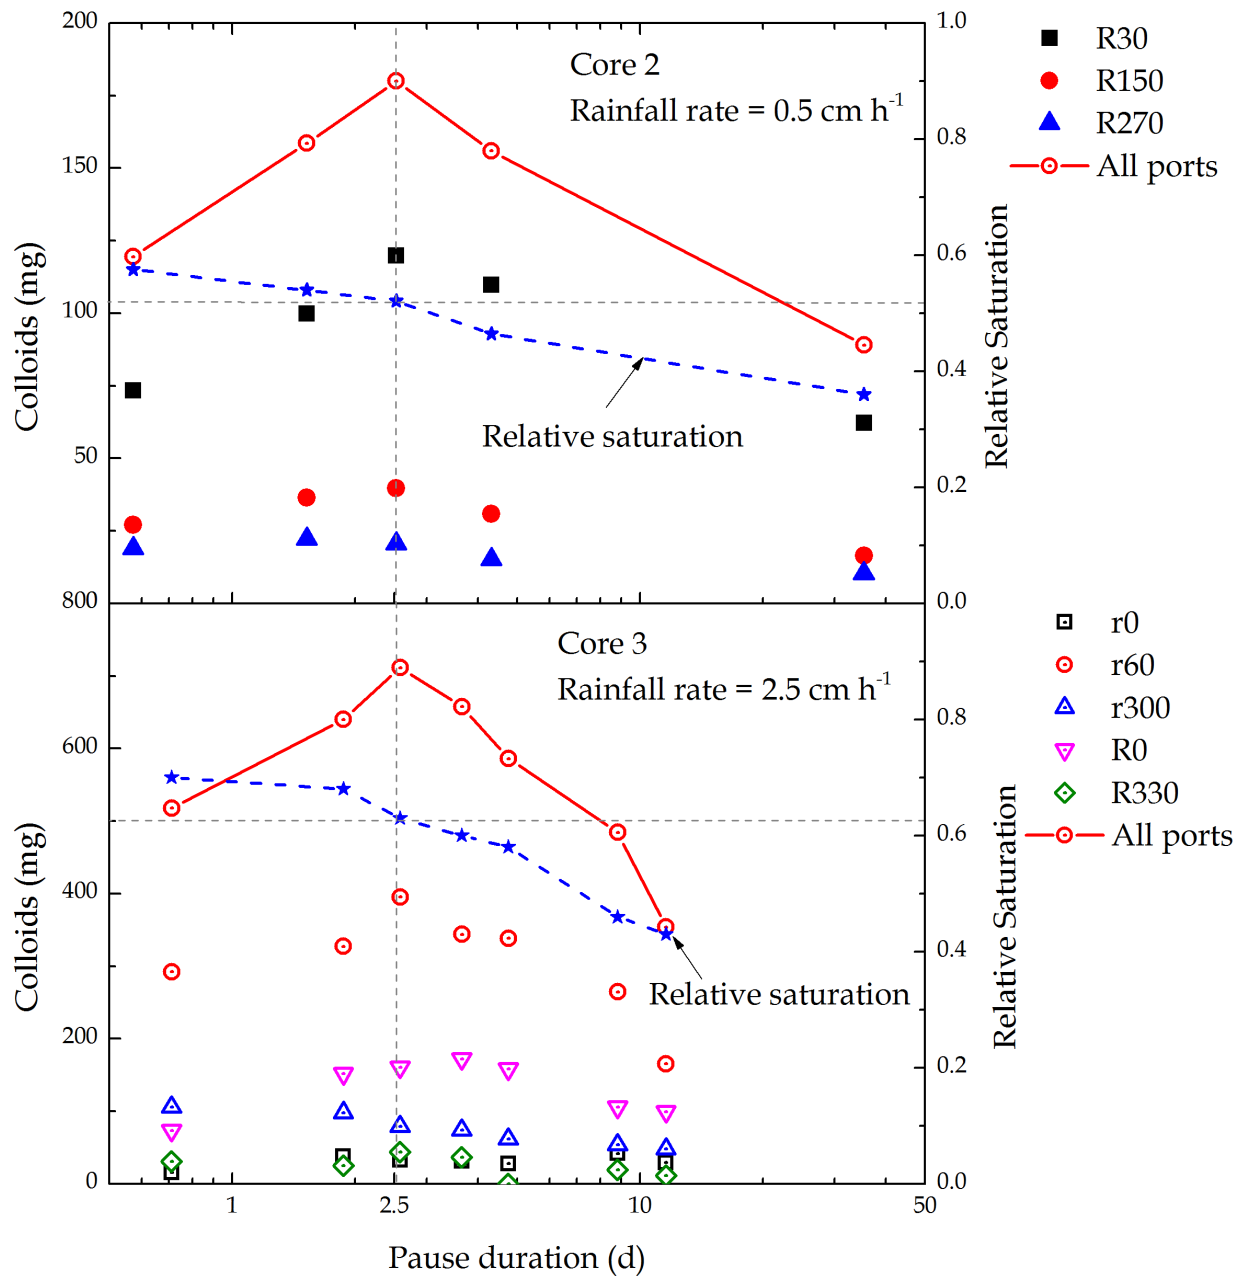 200
150
100
50
800
600
400
200
0
Colloids (mg)
Colloids (mg)
Core 2
Rainfall rate = 0.5 cm h-1
Relative saturation
Core 3
Rainfall rate = 2.5 cm h-1
Relative saturation
1.0
0.8
0.6
0.4
0.2
0.0
0.8
0.6
0.4
0.2
0.0
Relative Saturation
Relative Saturation
R30
R150
R270
All ports
r0
r60
r300
R0
R330
All ports
1
2.5
10
50
Pause duration (d)